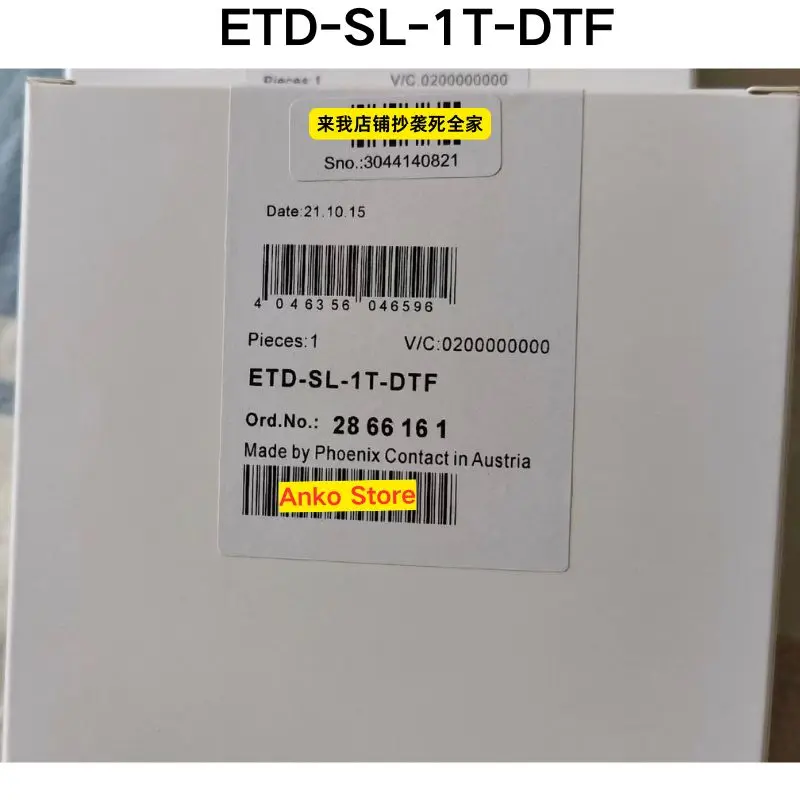 ETD-SL-1T-DTF
Pieces:1 V/C:0200000000
来我店铺抄袭死全家
Sno.:3044140821
Date:21.10.15
4 046356 046596
Pieces:1 V/C:0200000000
ETD-SL-1T-DTF
Ord.No.: 28 66 16 1
Made by Phoenix Contact in Austria
Anko Store